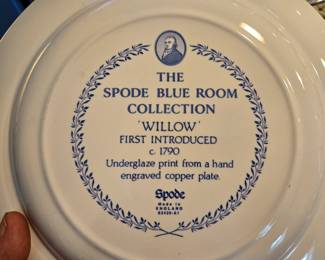 THE
SPODE BLUE ROOM
COLLECTION
'WILLOW'
FIRST INTRODUCED
c. 1790
Underglaze print from a hand
engraved copper plate.
Spode
Made in
ENGLAND